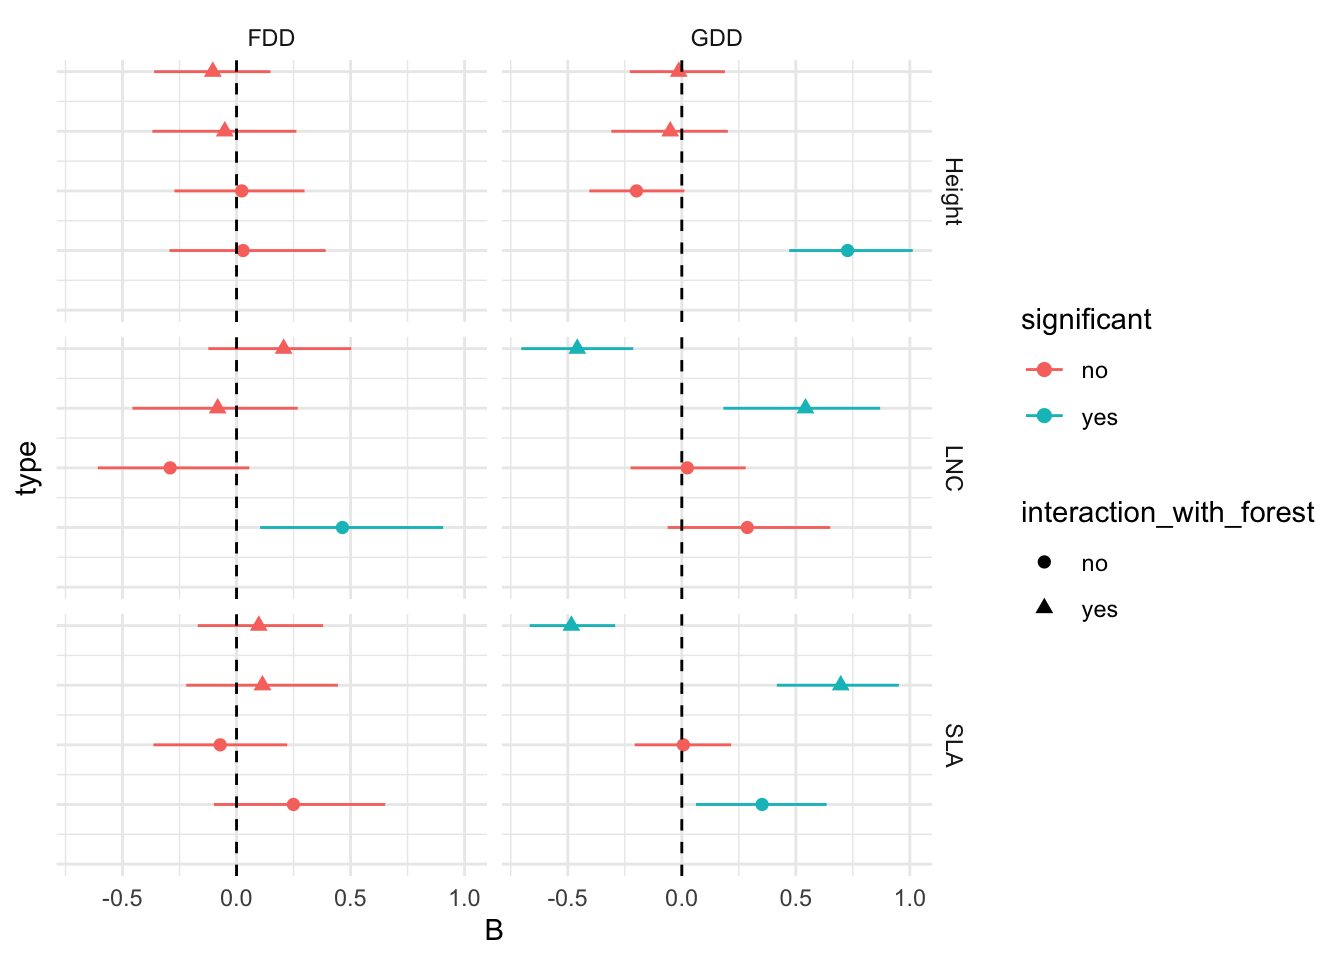 FDD
GDD
Height
LNC
SLA
type
-0.5
0.0
0.5
1.0
-0.5
0.0
0.5
1.0
B
significant
no
yes
interaction_with_forest
no
yes